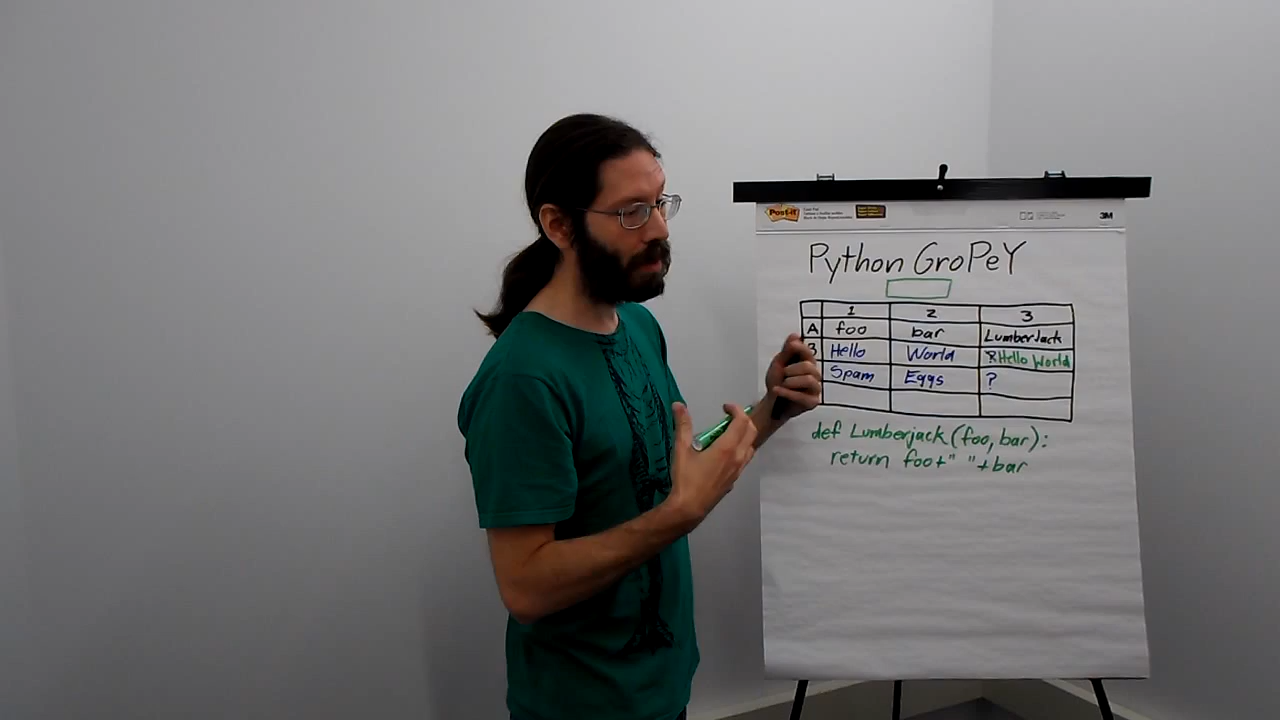 Post-it
3M
Python GroPeY
1 2 3
A foo bar Lumberjack
Hello World ?Hello World
Spam Eggs ?
def Lumberjack(foo, bar):
return foo+" "+bar